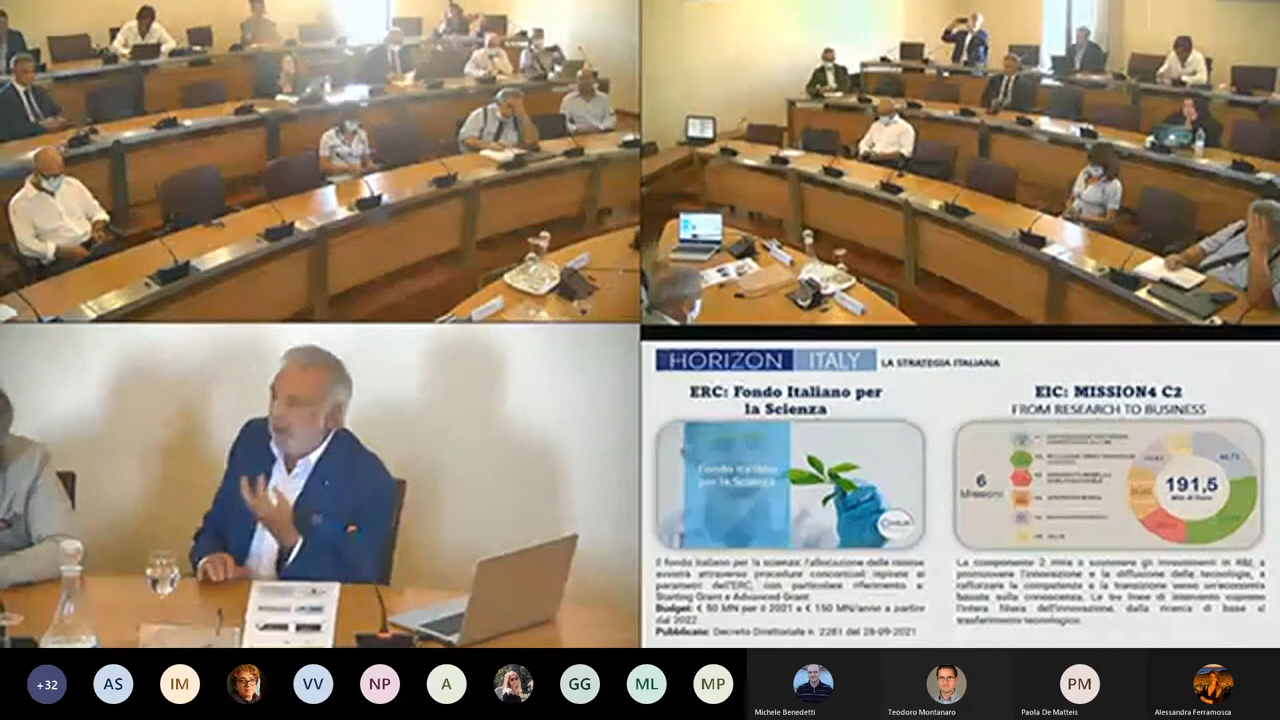 HORIZON ITALY LA STRATEGIA ITALIANA
ERC: Fondo Italiano per
la Scienza
Fondo Italiano
per la Scienza
Il fondo italiano per la scienza: l'allocazione delle risorse
avverrà attraverso procedure concorsuali ispirate ai
parametri dell'ERC, con particolare riferimento a
Starting Grant e Advanced Grant
Budget: € 50 MN per il 2021 e € 150 MN/anno a partire
dal 2022
Pubblicato: Decreto Direttoriale n. 2281 del 28-09-2021
EIC: MISSION4 C2
FROM RESEARCH TO BUSINESS
6
Missioni
191,5
La componente 2 mira a sostenere gli investimenti in R&I, a
promuovere l'innovazione e la diffusione delle tecnologie, a
rafforzare le competenze e la transizione verso un'economia
basata sulla conoscenza. Le tre linee di intervento coprono
l'intera filiera dell'innovazione, dalla ricerca di base al
trasferimento tecnologico.
+32
AS
IM
VV
NP
A
GG
ML
MP
PM
Michele Benedetti
Teodoro Montanaro
Paola De Matteis
Alessandra Ferramosca